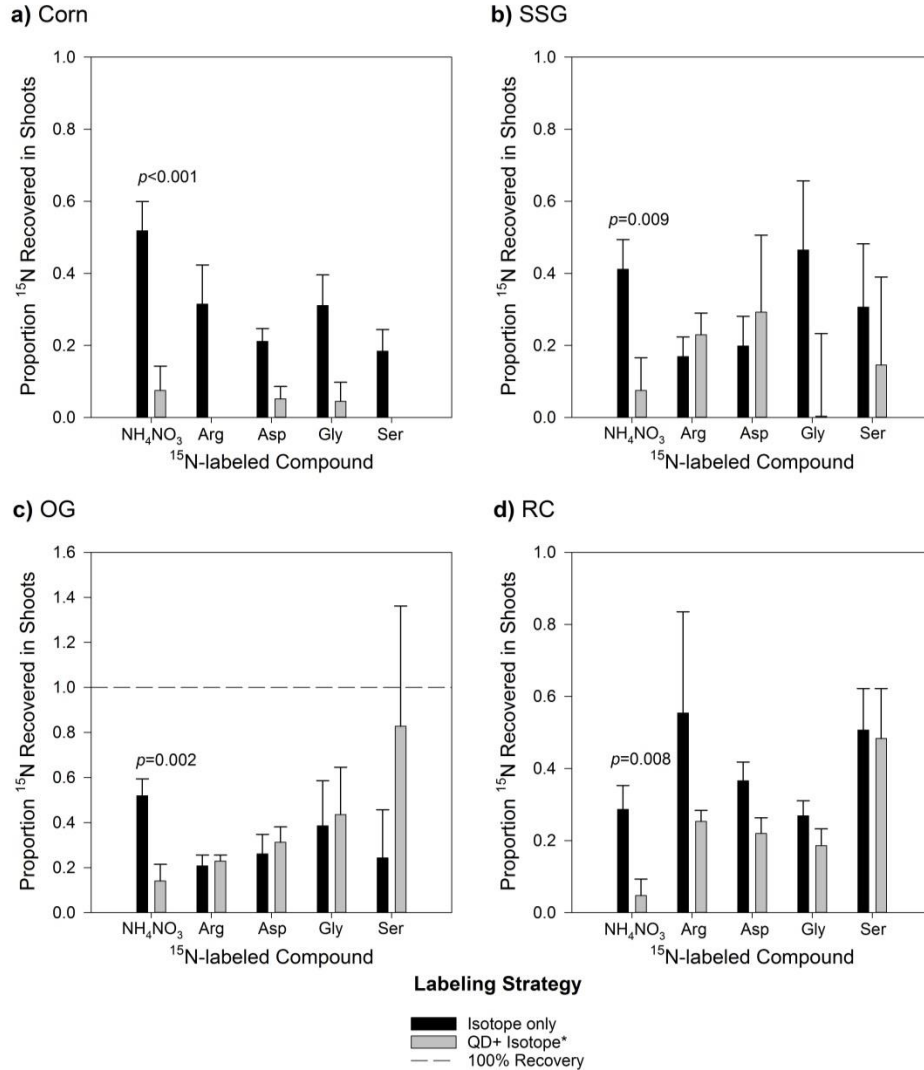 a) Corn
Proportion ¹⁵N Recovered in Shoots
1.0
0.8
0.6
0.4
0.2
0.0
p<0.001
NH₄NO₃ Arg Asp Gly Ser
¹⁵N-labeled Compound
b) SSG
Proportion ¹⁵N Recovered in Shoots
1.0
0.8
0.6
0.4
0.2
0.0
p=0.009
NH₄NO₃ Arg Asp Gly Ser
¹⁵N-labeled Compound
c) OG
Proportion ¹⁵N Recovered in Shoots
1.6
1.4
1.2
1.0
0.8
0.6
0.4
0.2
0.0
p=0.002
NH₄NO₃ Arg Asp Gly Ser
¹⁵N-labeled Compound
d) RC
Proportion ¹⁵N Recovered in Shoots
1.0
0.8
0.6
0.4
0.2
0.0
p=0.008
NH₄NO₃ Arg Asp Gly Ser
¹⁵N-labeled Compound
Labeling Strategy
Isotope only
QD+ Isotope*
100% Recovery